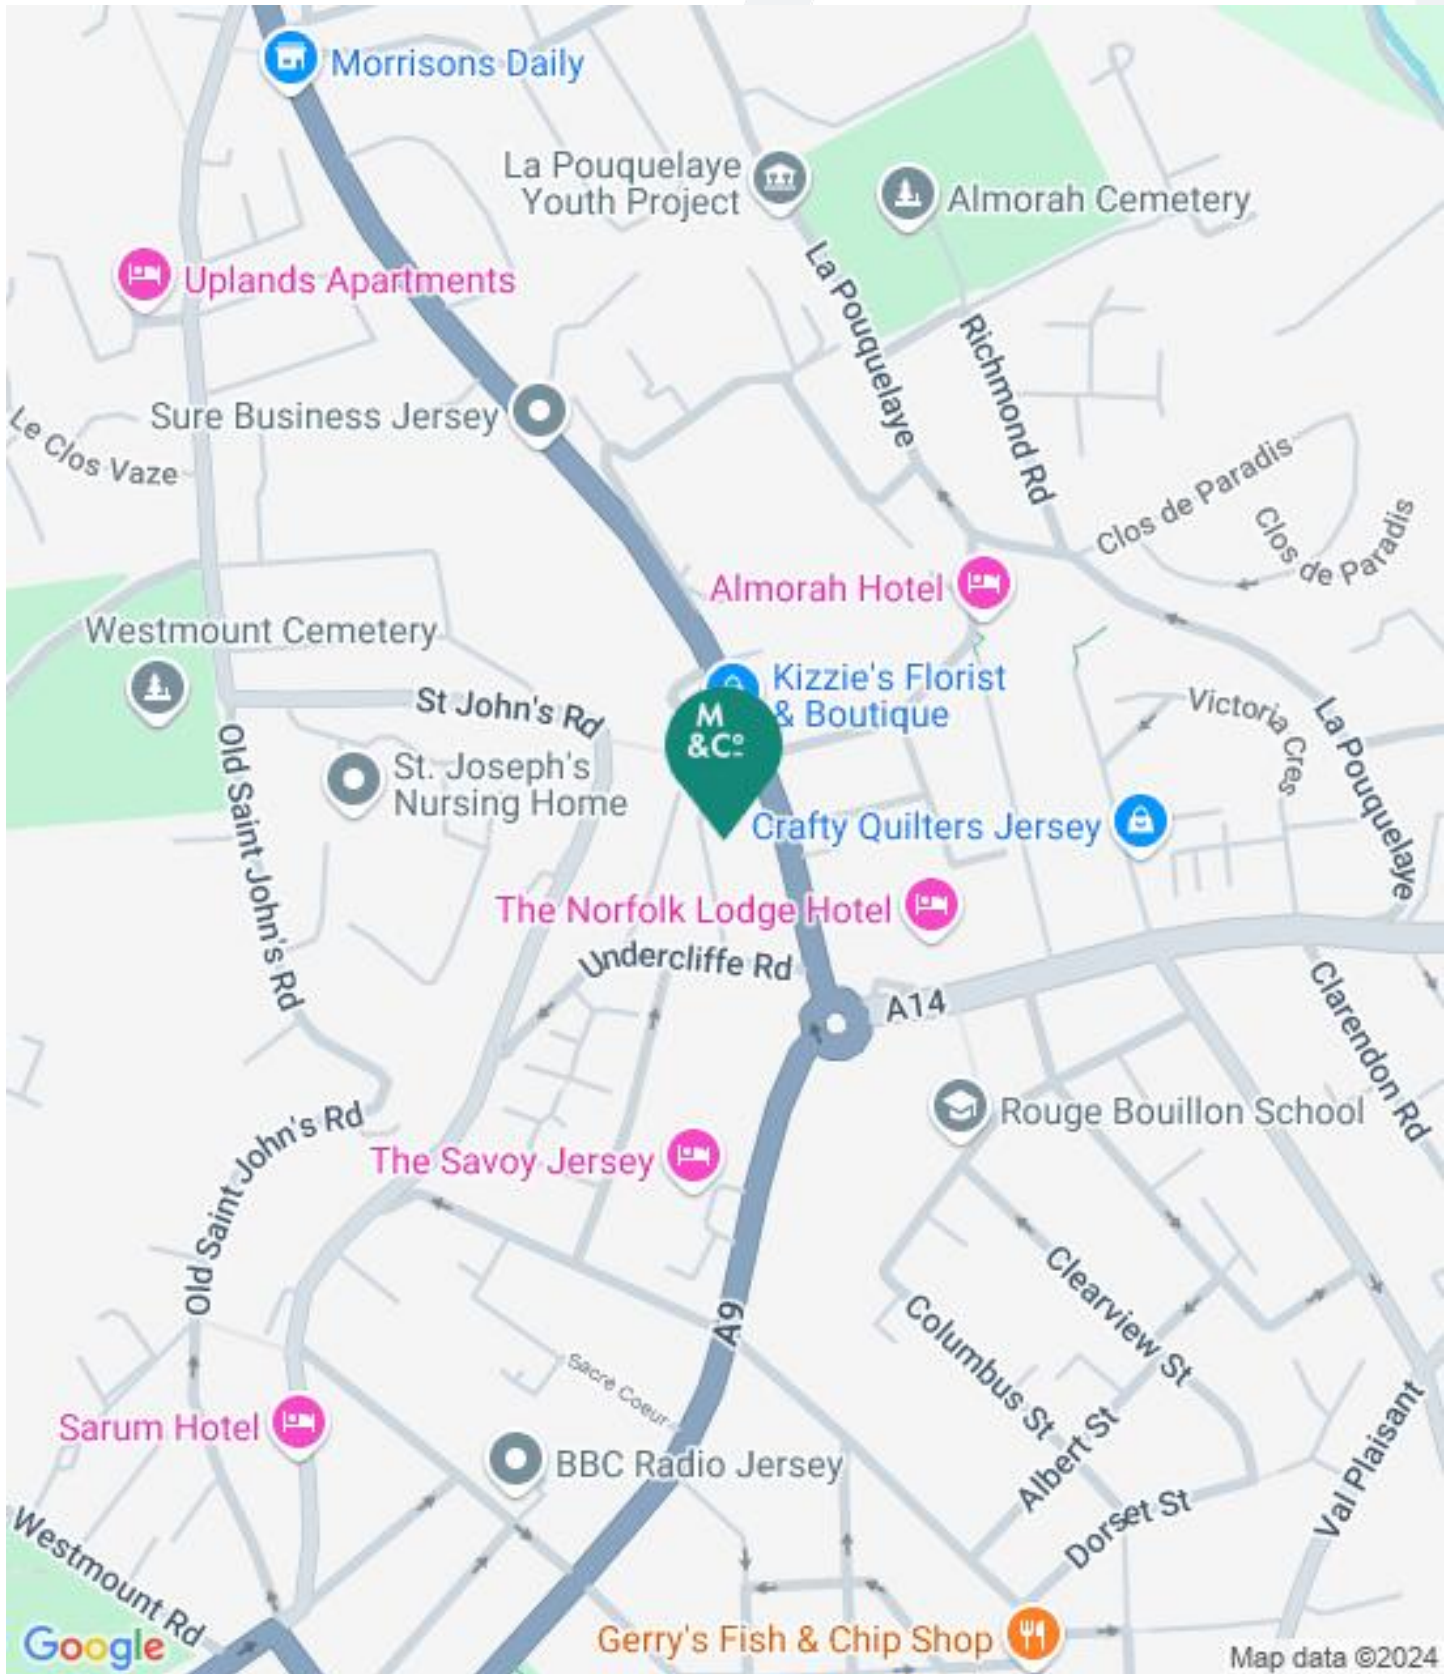 Morrisons Daily
La Pouquelaye
Youth Project
Almorah Cemetery
Uplands Apartments
La Pouquelaye
Richmond Rd
Sure Business Jersey
Le Clos Vaze
Clos de Paradis
Clos de Paradis
Almorah Hotel
Westmount Cemetery
Kizzie's Florist
& Boutique
St John's Rd
M
&Cº
Victoria Cres
La Pouquelaye
Old Saint John's Rd
St. Joseph's
Nursing Home
Crafty Quilters Jersey
The Norfolk Lodge Hotel
Undercliffe Rd
A14
Clarendon Rd
Rouge Bouillon School
Old Saint John's Rd
The Savoy Jersey
Clearview St
A9
Columbus St
Sacré Coeur
Sarum Hotel
Albert St
Val Plaisant
BBC Radio Jersey
Dorset St
Westmount Rd
Gerry's Fish & Chip Shop
Google
Map data ©2024